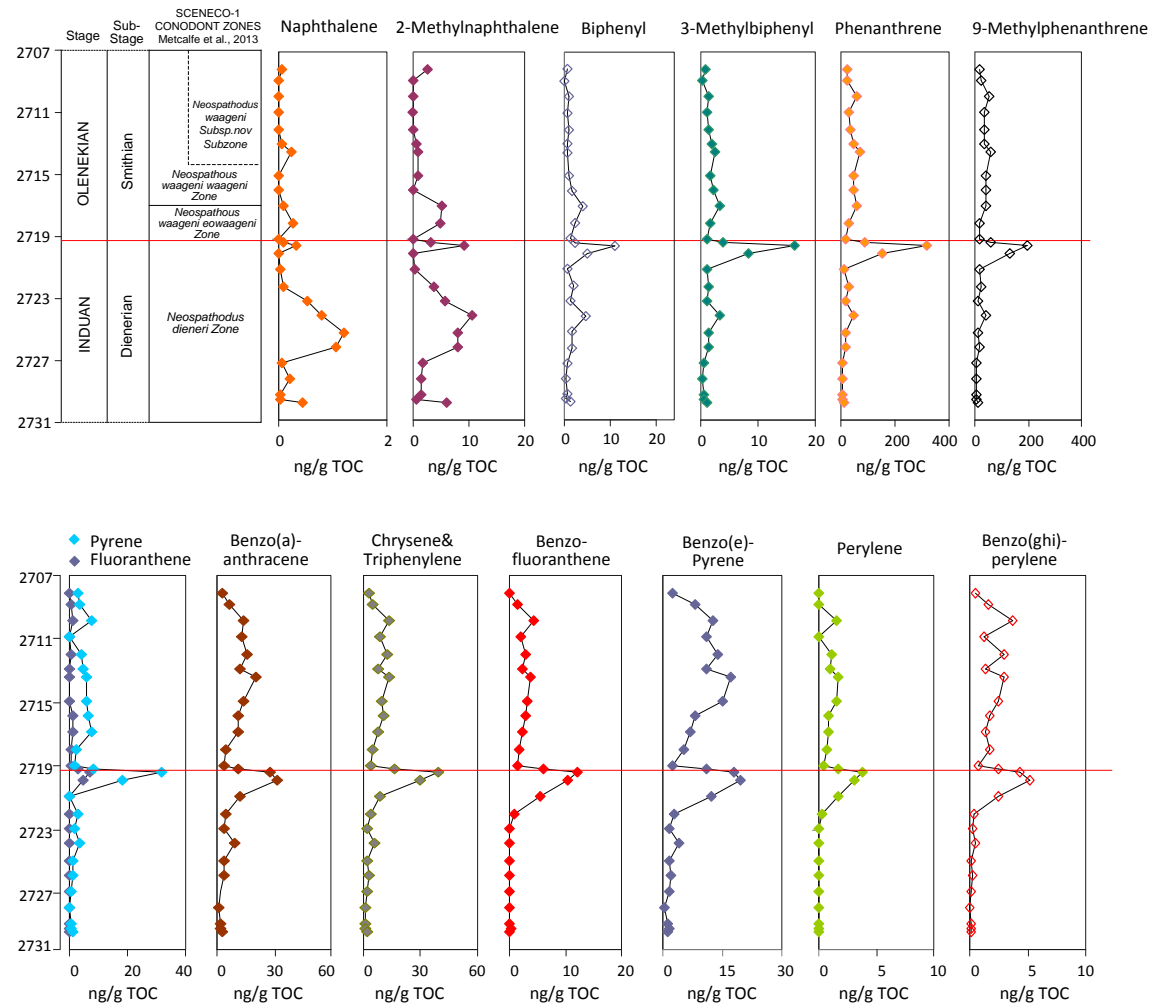 SCENECO-1
CONODONT ZONES
Metcalfe et al., 2013
Stage
Sub-
Stage
Naphthalene
2-Methylnaphthalene
Biphenyl
3-Methylbiphenyl
Phenanthrene
9-Methylphenanthrene
2707
2711
2715
2719
2723
2727
2731
OLENEKIAN
INDUAN
Smithian
Dienerian
Neospathodus
waageni
Subsp.nov
Subzone
Neospathous
waageni waageni
Zone
Neospathous
waageni eowaageni
Zone
Neospathodus
dieneri Zone
0 2
0 10 20
0 10 20
0 10 20
0 200 400
0 200 400
ng/g TOC
ng/g TOC
ng/g TOC
ng/g TOC
ng/g TOC
ng/g TOC
Pyrene
Fluoranthene
Benzo(a)-
anthracene
Chrysene&
Triphenylene
Benzo-
fluoranthene
Benzo(e)-
Pyrene
Perylene
Benzo(ghi)-
perylene
2707
2711
2715
2719
2723
2727
2731
0 20 40
0 20 40 60
0 20 40 60
0 10 20
0 15 30
0 5 10
0 5 10
ng/g TOC
ng/g TOC
ng/g TOC
ng/g TOC
ng/g TOC
ng/g TOC
ng/g TOC